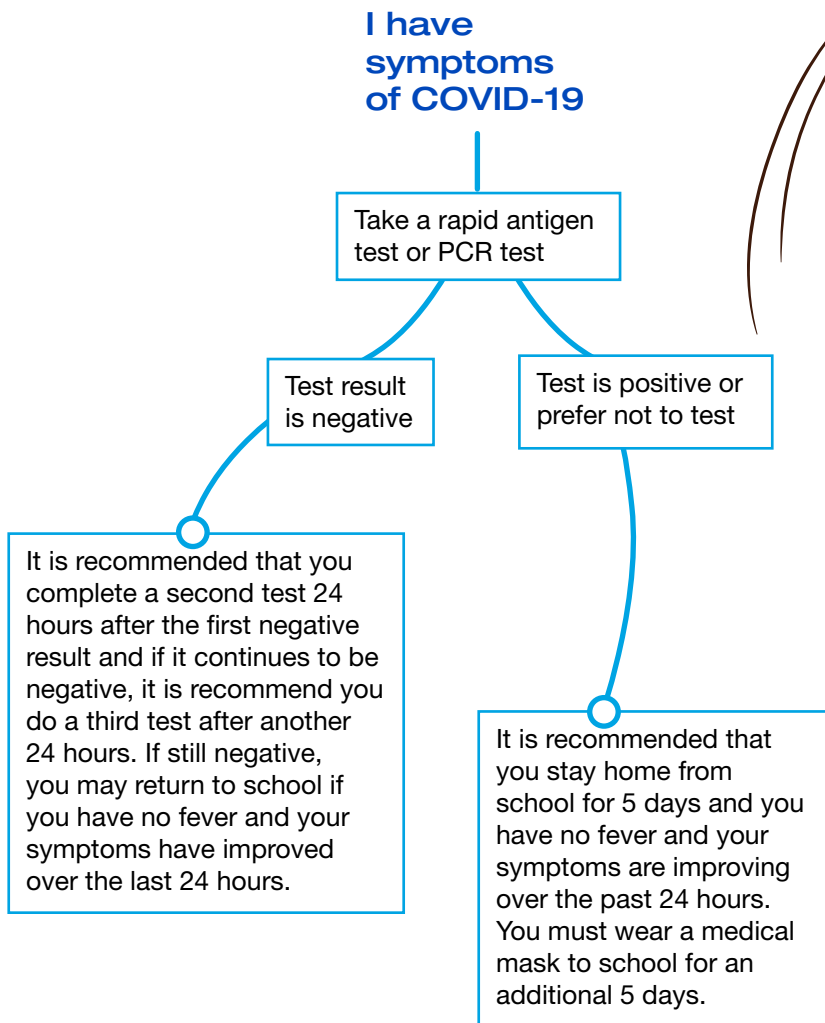 I have
symptoms
of COVID-19
Take a rapid antigen
test or PCR test
Test result
is negative
Test is positive or
prefer not to test
It is recommended that you
complete a second test 24
hours after the first negative
result and if it continues to be
negative, it is recommend you
do a third test after another
24 hours. If still negative,
you may return to school if
you have no fever and your
symptoms have improved
over the last 24 hours.
It is recommended that
you stay home from
school for 5 days and you
have no fever and your
symptoms are improving
over the past 24 hours.
You must wear a medical
mask to school for an
additional 5 days.